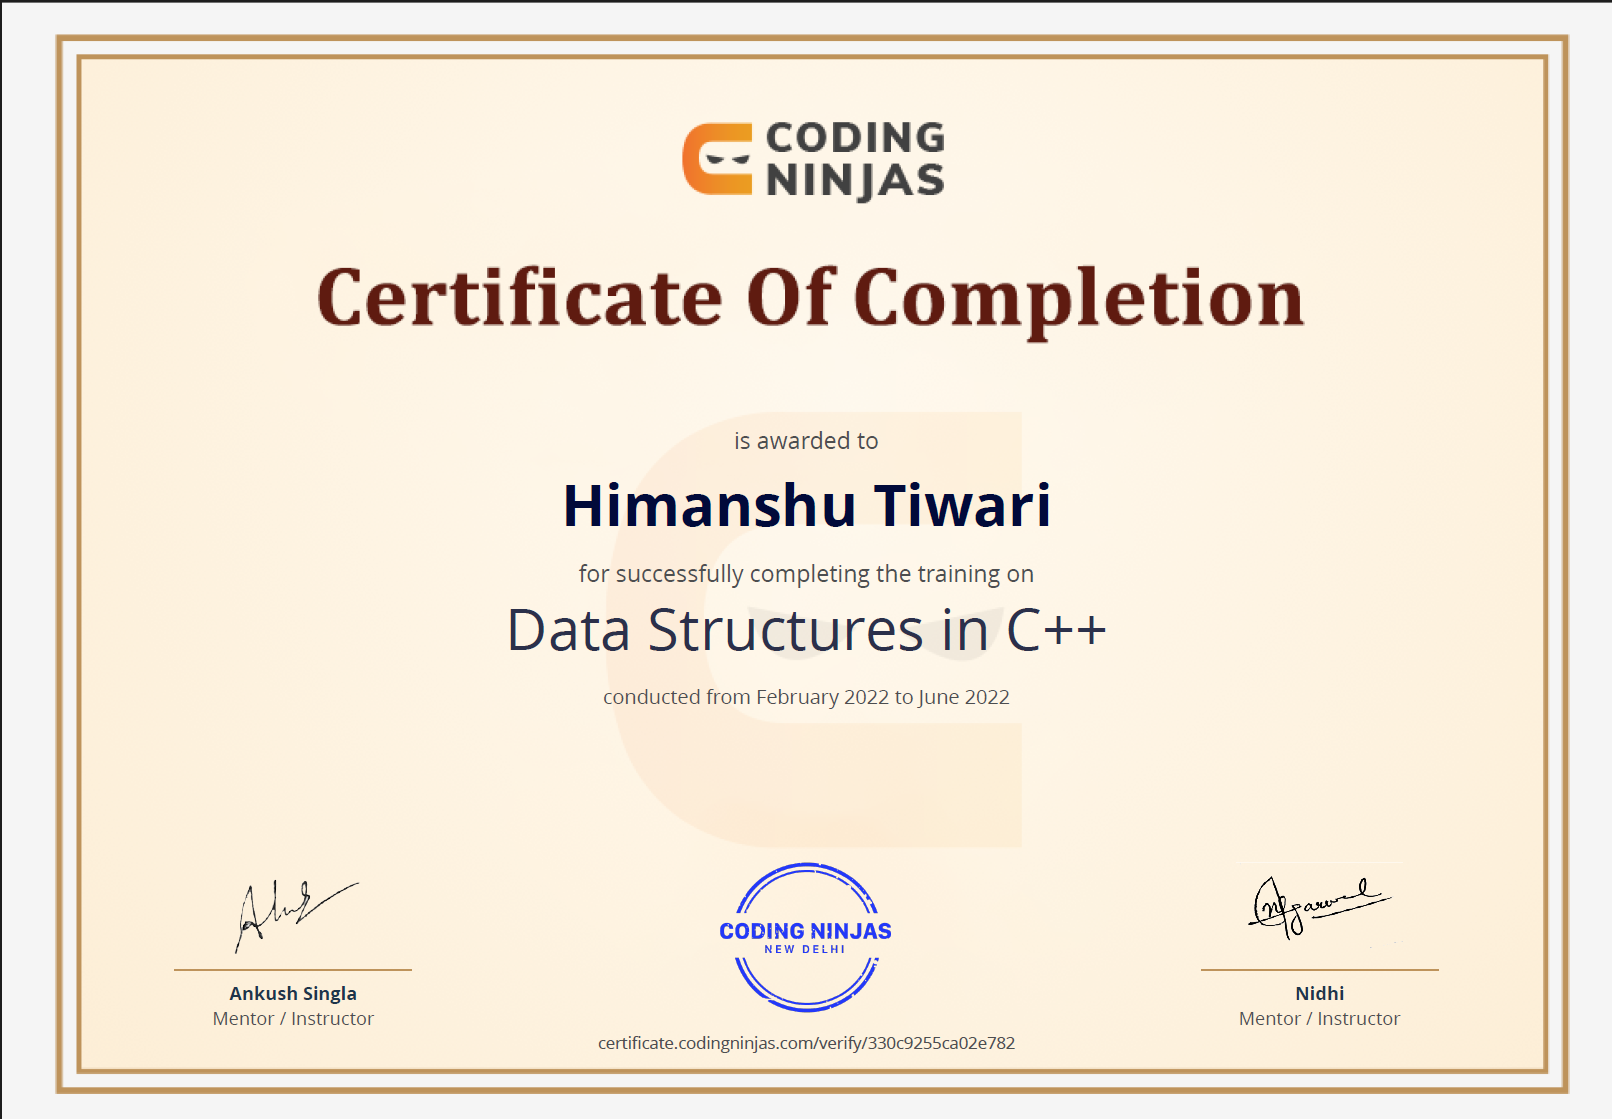 CODING
NINJAS
Certificate Of Completion
is awarded to
Himanshu Tiwari
for successfully completing the training on
Data Structures in C++
conducted from February 2022 to June 2022
CODING NINJAS
NEW DELHI
Ankush Singla
Mentor / Instructor
Nidhi
Mentor / Instructor
certificate.codingninjas.com/verify/330c9255ca02e782